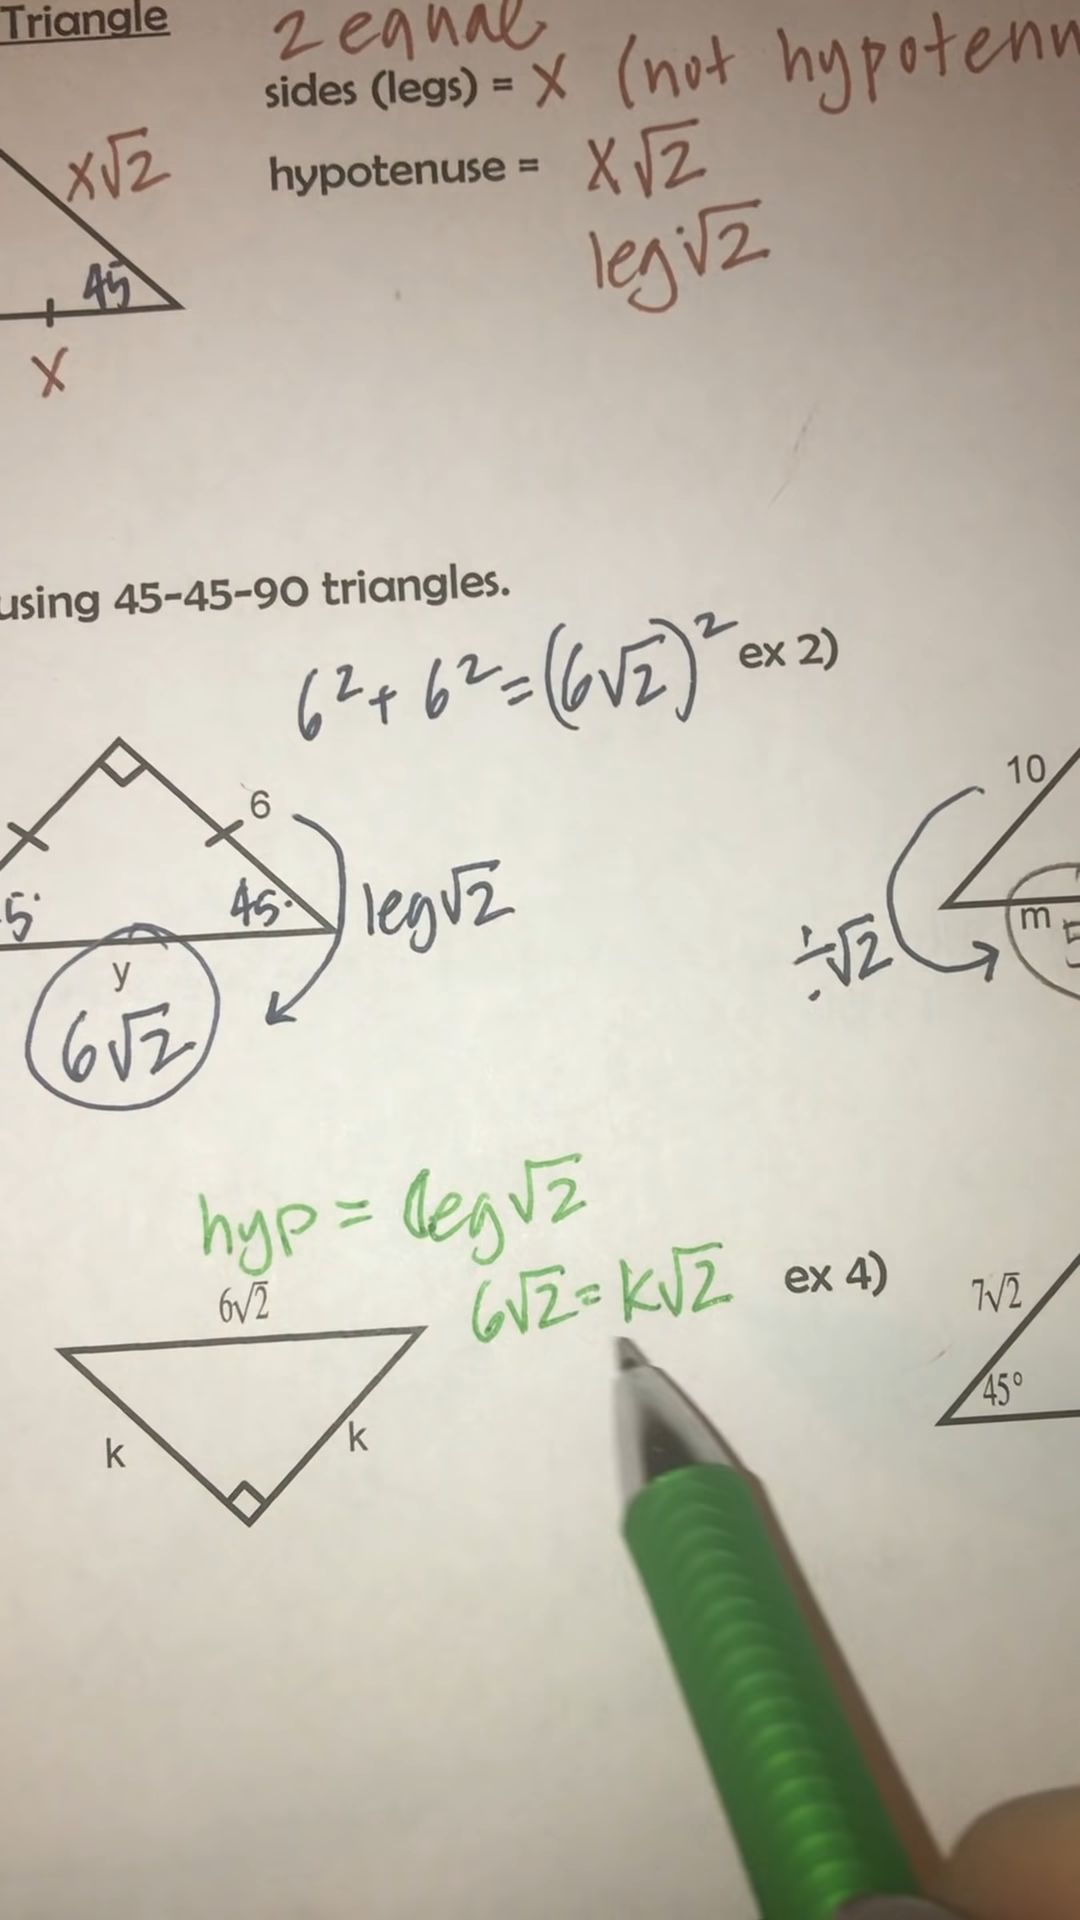 Triangle
2 equal
sides (legs) = x (not hypotenu
hypotenuse = x√2
leg√2
x√2
45
x
using 45-45-90 triangles.
6² + 6² = (6√2)²
ex 2)
6
5°
45°
leg√2
y
6√2
10
m
÷√2
5
hyp = leg√2
6√2 = k√2
6√2
k
k
ex 4)
7√2
45°